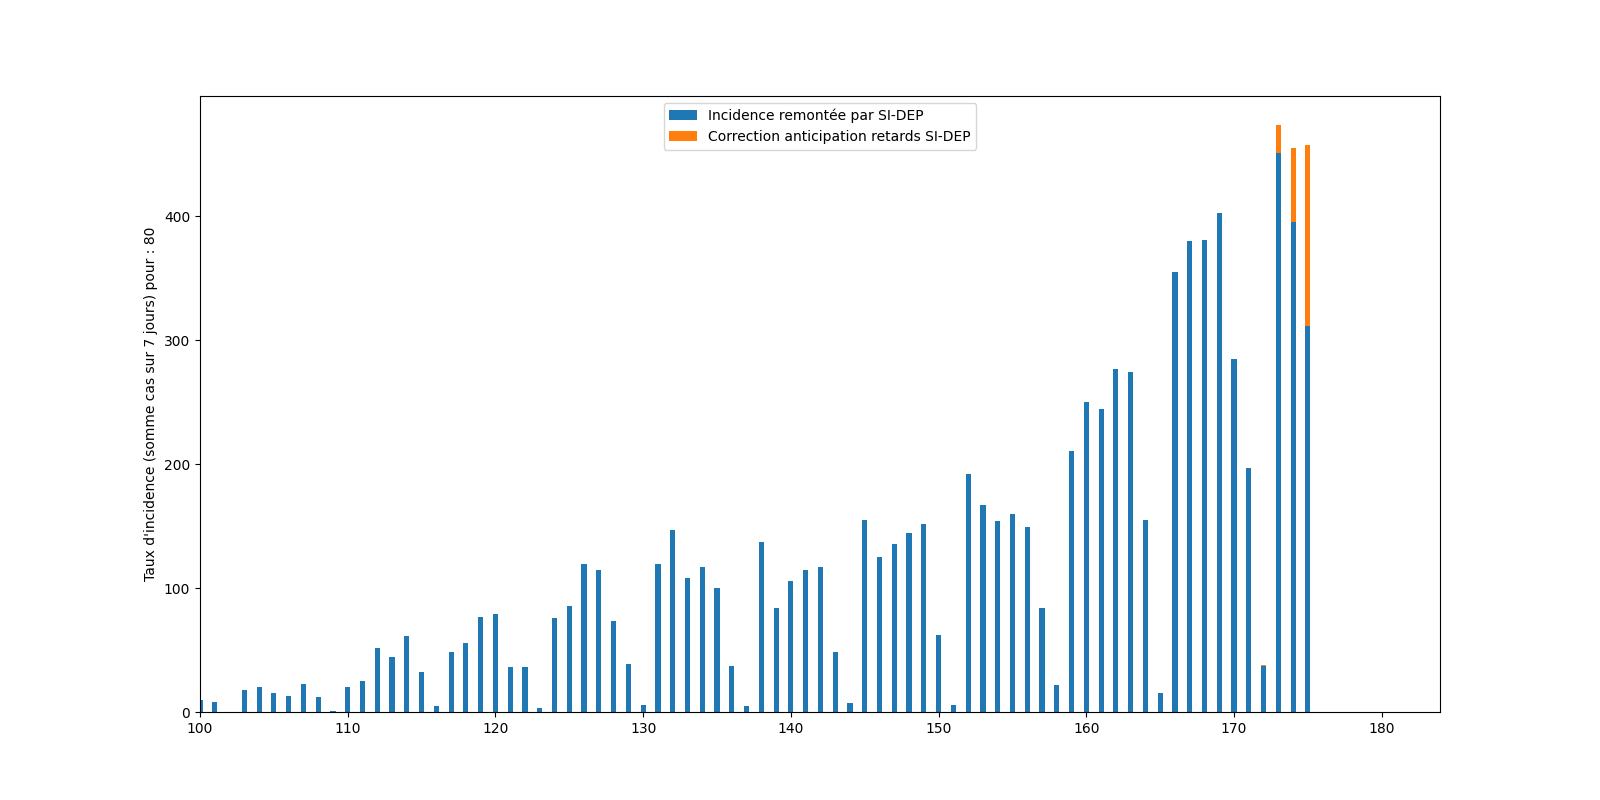 Incidence remontée par SI-DEP
Correction anticipation retards SI-DEP
Taux d'incidence (somme cas sur 7 jours) pour : 80
400
300
200
100
0
100 110 120 130 140 150 160 170 180